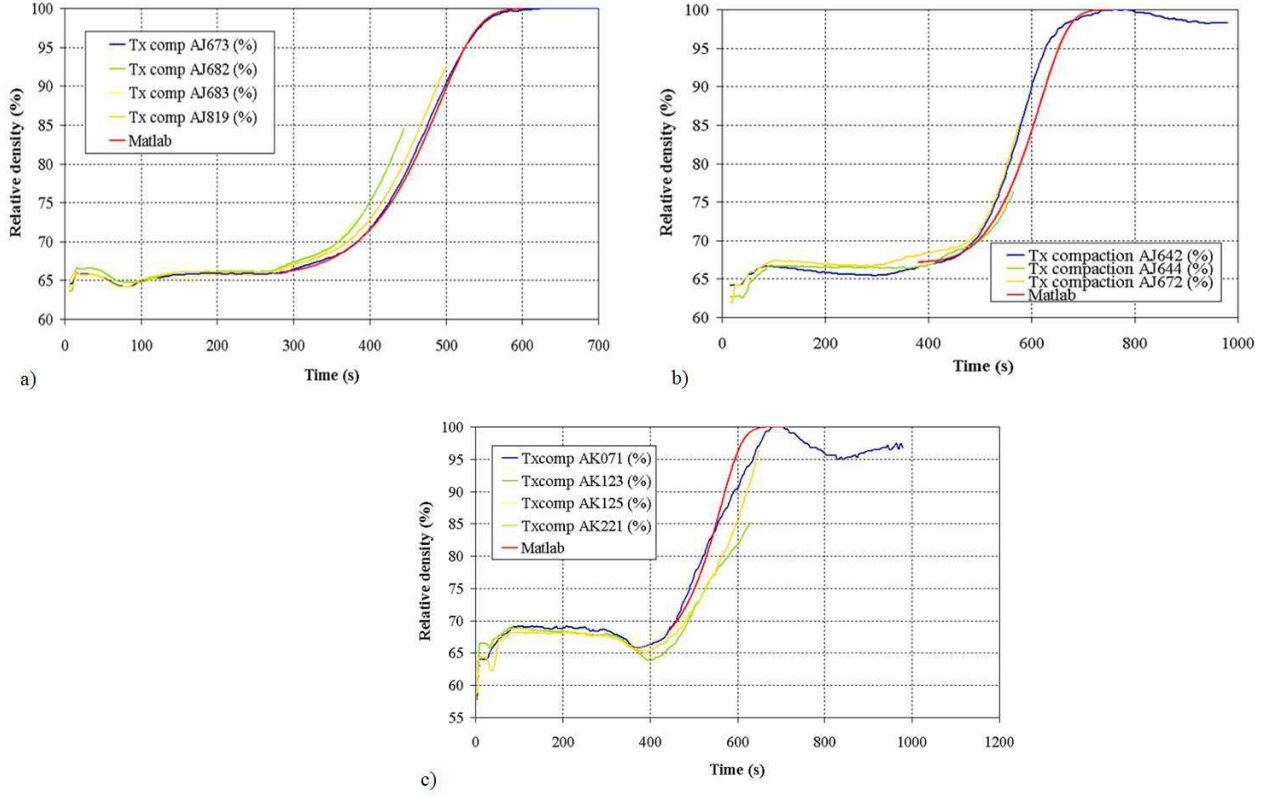 Relative density (%)
100
95
90
85
80
75
70
65
60
Tx comp AJ673 (%)
Tx comp AJ682 (%)
Tx comp AJ683 (%)
Tx comp AJ819 (%)
Matlab
0 100 200 300 400 500 600 700
Time (s)
a)
Relative density (%)
100
95
90
85
80
75
70
65
60
Tx compaction AJ642 (%)
Tx compaction AJ644 (%)
Tx compaction AJ672 (%)
Matlab
0 200 400 600 800 1000
Time (s)
b)
Relative density (%)
100
95
90
85
80
75
70
65
60
55
Txcomp AK071 (%)
Txcomp AK123 (%)
Txcomp AK125 (%)
Txcomp AK221 (%)
Matlab
0 200 400 600 800 1000 1200
Time (s)
c)